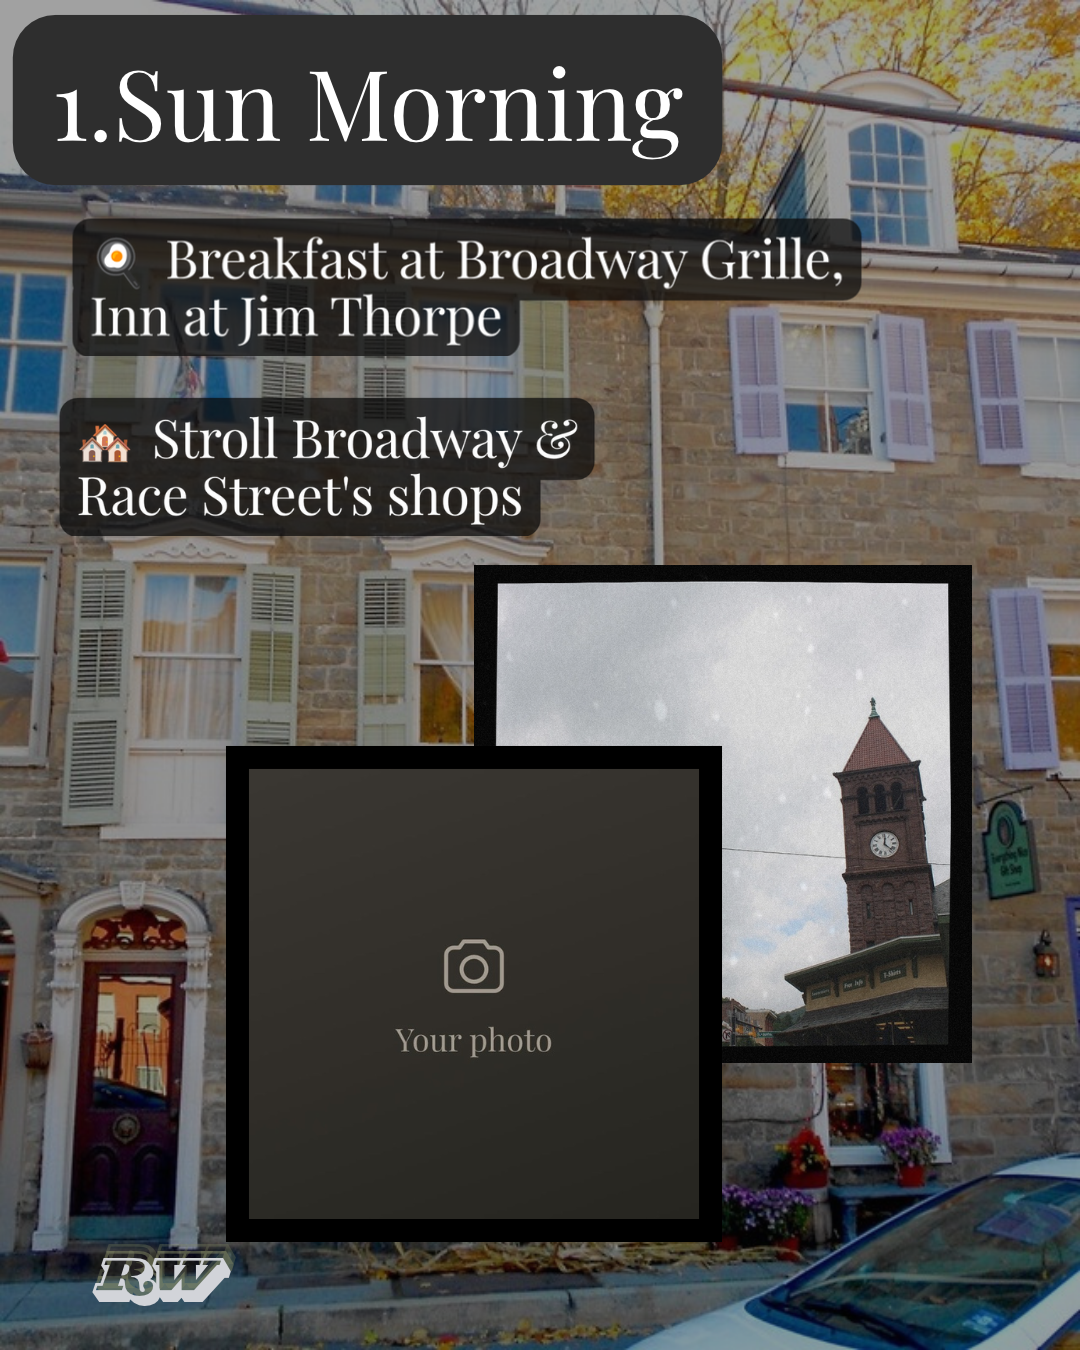 1.Sun Morning
🍳 Breakfast at Broadway Grille,
Inn at Jim Thorpe
🏘️ Stroll Broadway &
Race Street's shops
Your photo
RW